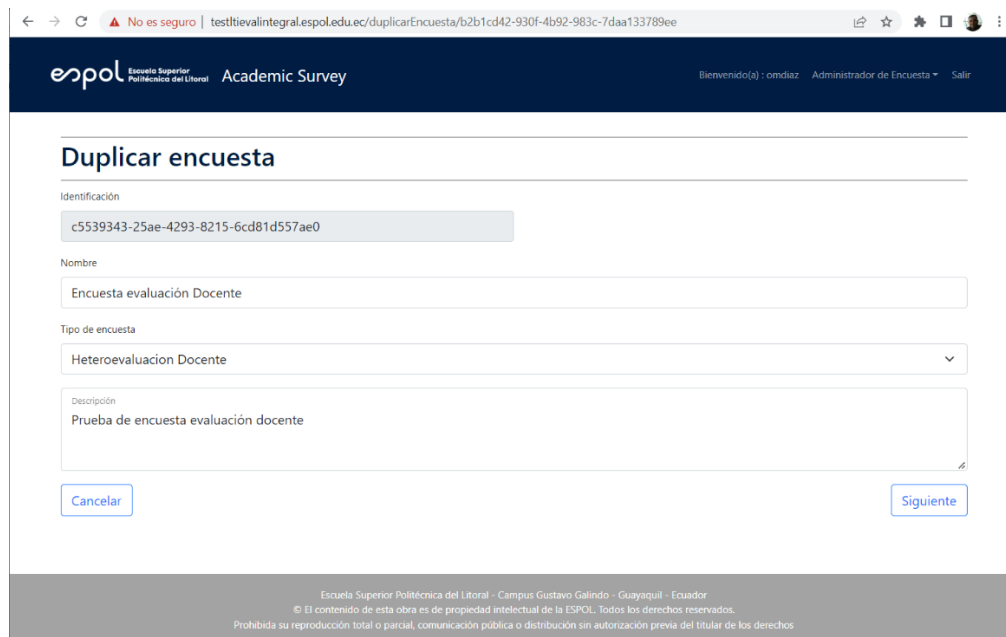 No es seguro | testltievalintegral.espol.edu.ec/duplicarEncuesta/b2b1cd42-930f-4b92-983c-7daa133789ee
espol Escuela Superior Politécnica del Litoral Academic Survey Bienvenido(a) : omdiaz Administrador de Encuesta Salir
Duplicar encuesta
Identificación
c5539343-25ae-4293-8215-6cd81d557ae0
Nombre
Encuesta evaluación Docente
Tipo de encuesta
Heteroevaluacion Docente
Descripción
Prueba de encuesta evaluación docente
Cancelar Siguiente
Escuela Superior Politécnica del Litoral - Campus Gustavo Galindo - Guayaquil - Ecuador
© El contenido de esta obra es de propiedad intelectual de la ESPOL. Todos los derechos reservados.
Prohibida su reproducción total o parcial, comunicación pública o distribución sin autorización previa del titular de los derechos